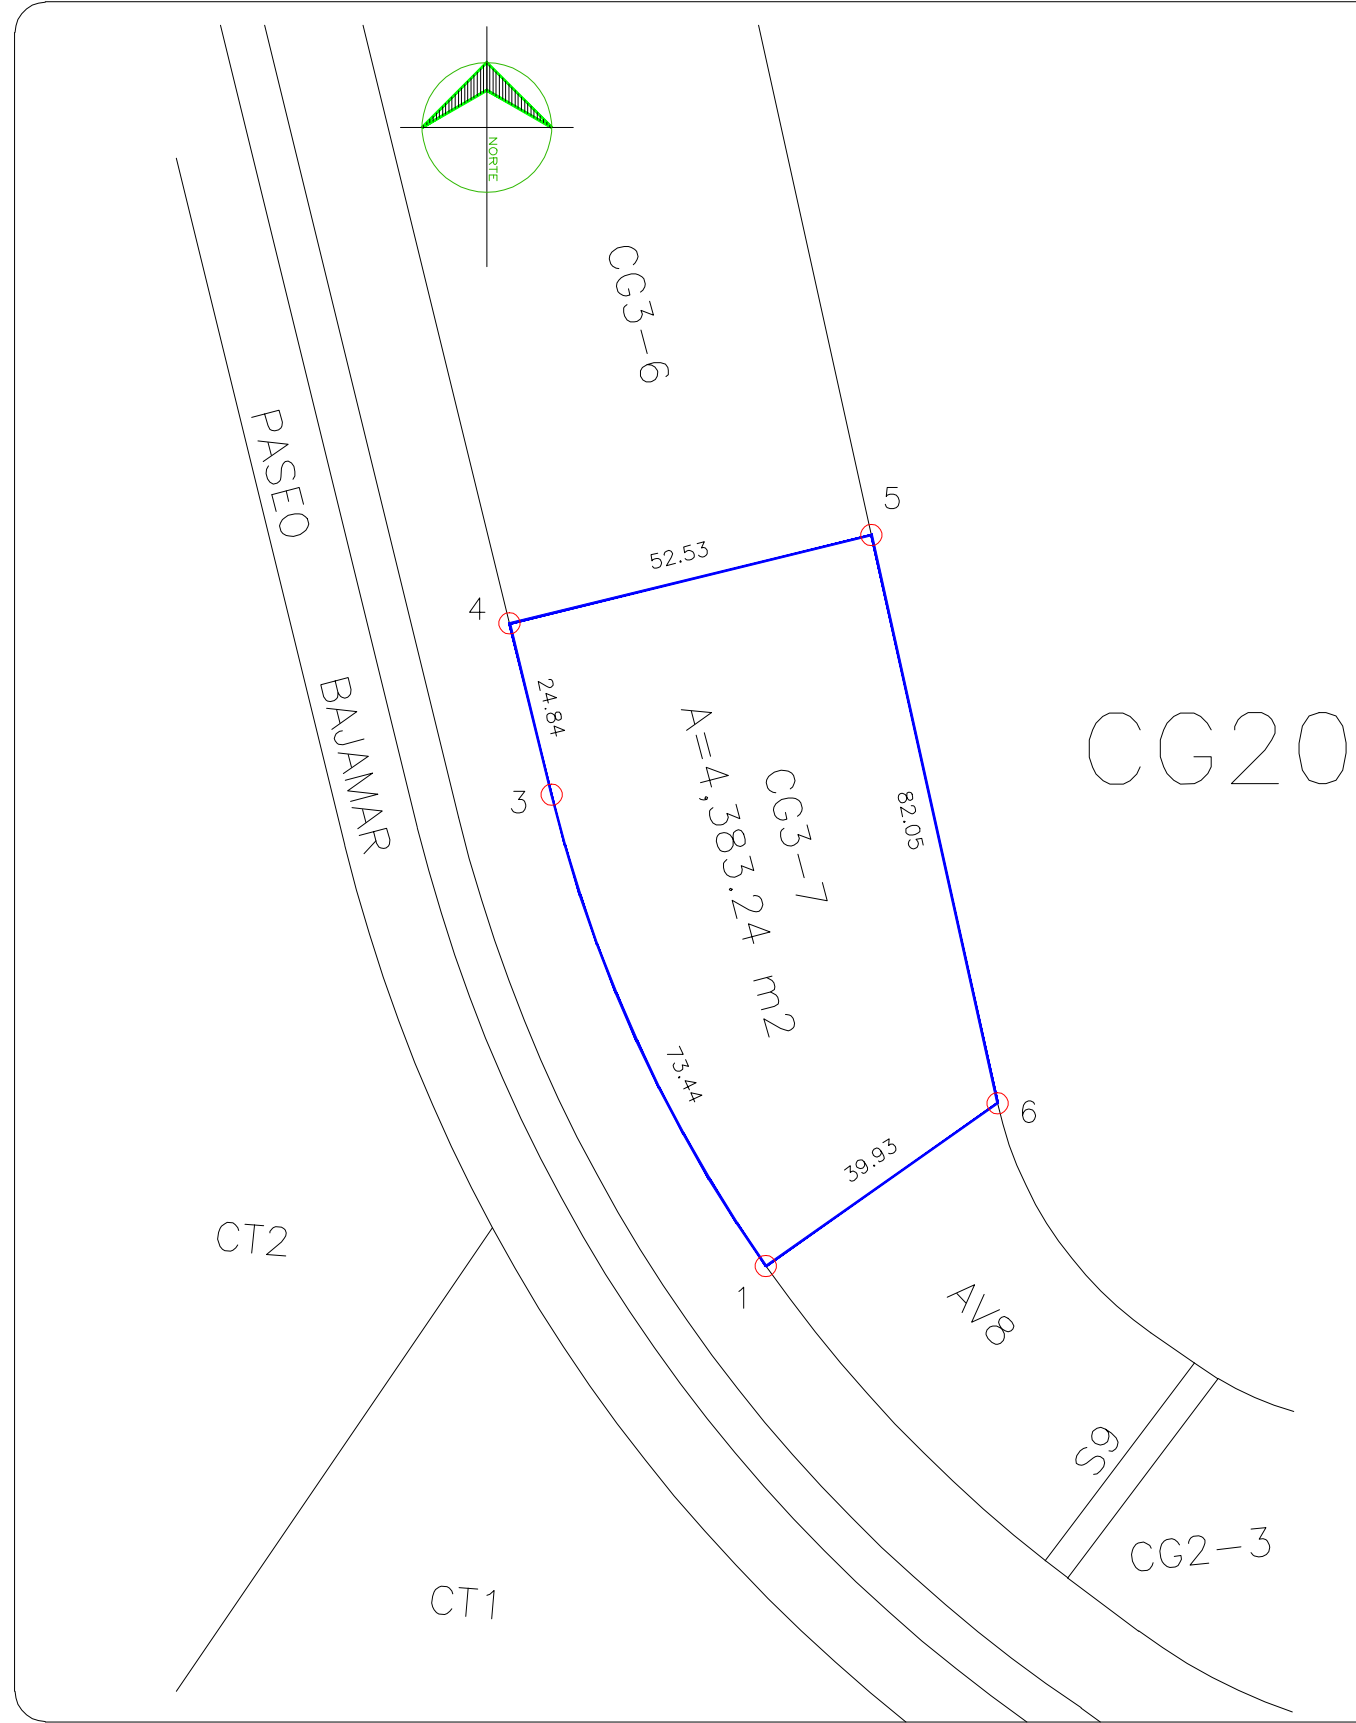 NORTE
CG3-6
PASEO
BAJAMAR
5
52.53
4
24.84
3
CG3-7
A=4,383.24 m2
82.05
CG20
73.44
6
39.93
1
CT2
AV8
S9
CG2-3
CT1